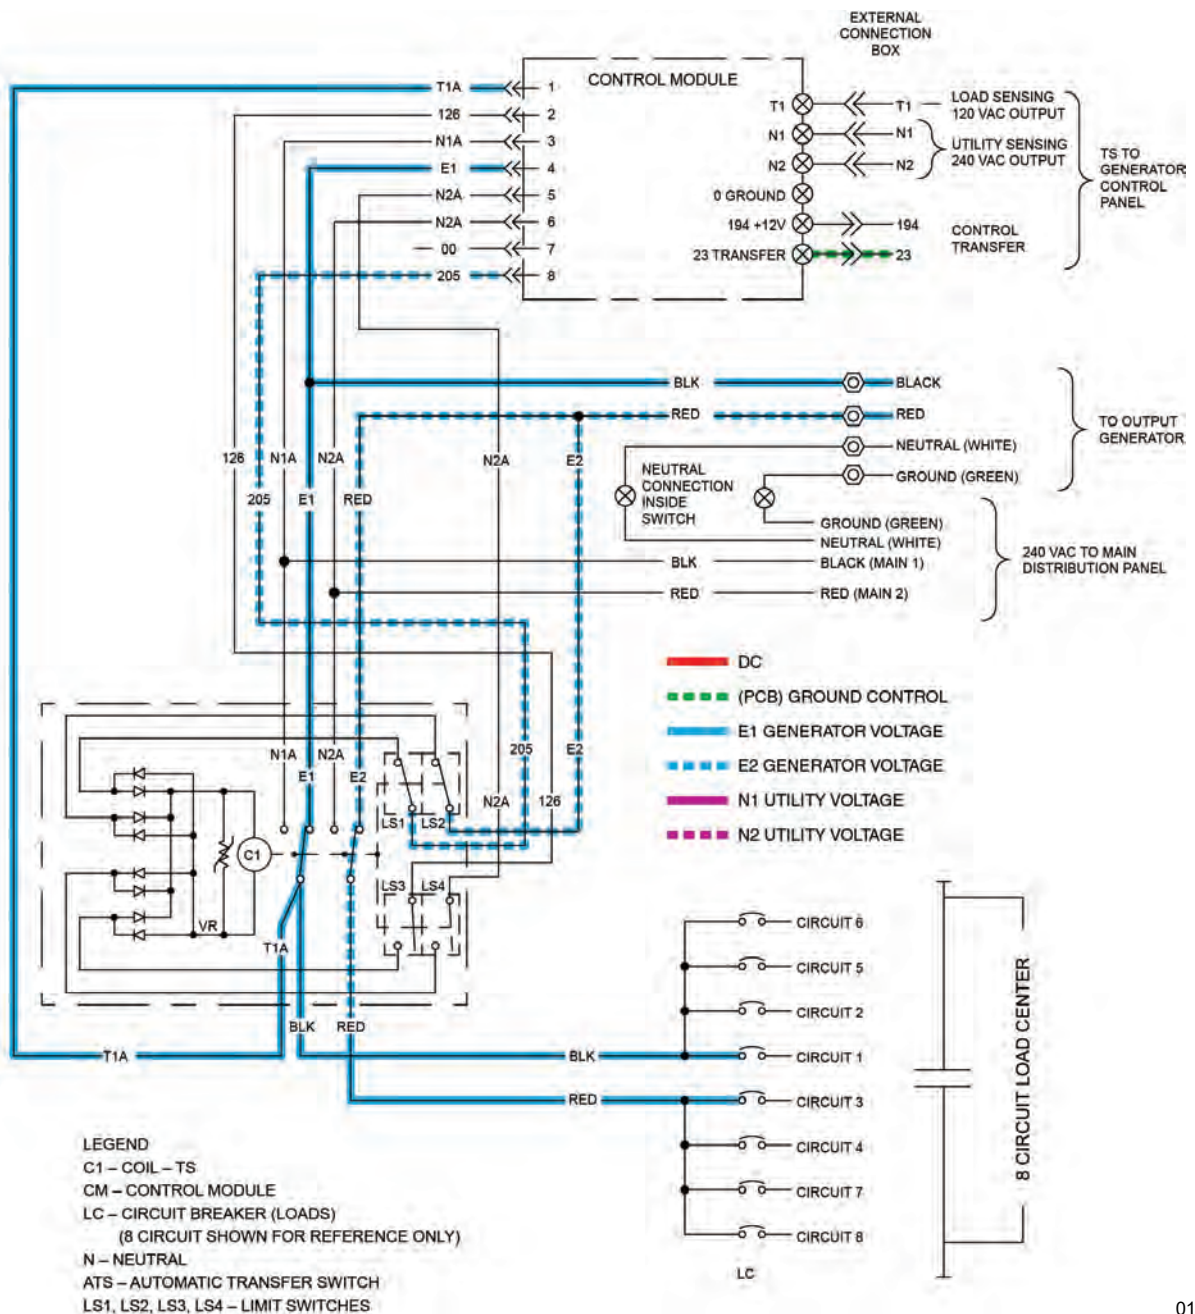 EXTERNAL
CONNECTION
BOX
CONTROL MODULE
T1A
1
126
2
N1A
3
E1
4
N2A
5
N2A
6
00
7
205
8
T1
T1
LOAD SENSING
120 VAC OUTPUT
N1
N1
UTILITY SENSING
240 VAC OUTPUT
N2
N2
0 GROUND
194 +12V
194
CONTROL
TRANSFER
23 TRANSFER
23
TS TO
GENERATOR
CONTROL
PANEL
BLK
BLACK
RED
RED
NEUTRAL (WHITE)
GROUND (GREEN)
TO OUTPUT
GENERATOR
126
N1A
N2A
N2A
E2
205
E1
RED
NEUTRAL
CONNECTION
INSIDE
SWITCH
GROUND (GREEN)
NEUTRAL (WHITE)
BLK
BLACK (MAIN 1)
RED
RED (MAIN 2)
240 VAC TO MAIN
DISTRIBUTION PANEL
DC
(PCB) GROUND CONTROL
E1 GENERATOR VOLTAGE
E2 GENERATOR VOLTAGE
N1 UTILITY VOLTAGE
N2 UTILITY VOLTAGE
N1A
N2A
205
E2
E1
E2
N2A
126
LS1
LS2
C1
LS3
LS4
VR
T1A
BLK
RED
T1A
BLK
RED
CIRCUIT 6
CIRCUIT 5
CIRCUIT 2
CIRCUIT 1
CIRCUIT 3
CIRCUIT 4
CIRCUIT 7
CIRCUIT 8
LC
8 CIRCUIT LOAD CENTER
LEGEND
C1 – COIL – TS
CM – CONTROL MODULE
LC – CIRCUIT BREAKER (LOADS)
(8 CIRCUIT SHOWN FOR REFERENCE ONLY)
N – NEUTRAL
ATS – AUTOMATIC TRANSFER SWITCH
LS1, LS2, LS3, LS4 – LIMIT SWITCHES
01